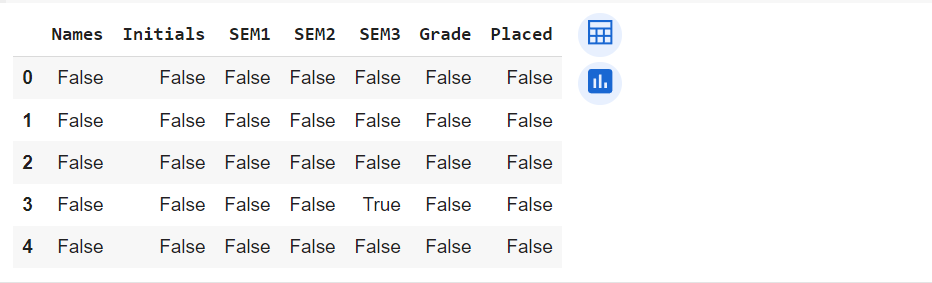 Names Initials SEM1 SEM2 SEM3 Grade Placed
0 False False False False False False False
1 False False False False False False False
2 False False False False False False False
3 False False False False True False False
4 False False False False False False False